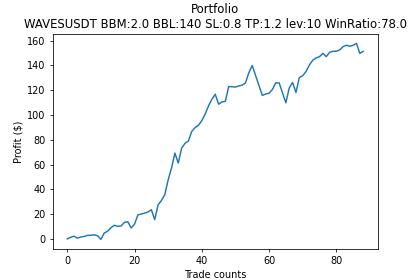 Portfolio
WAVESUSDT BBM:2.0 BBL:140 SL:0.8 TP:1.2 lev:10 WinRatio:78.0
160
140
120
100
80
60
40
20
0
Profit ($)
0 20 40 60 80
Trade counts